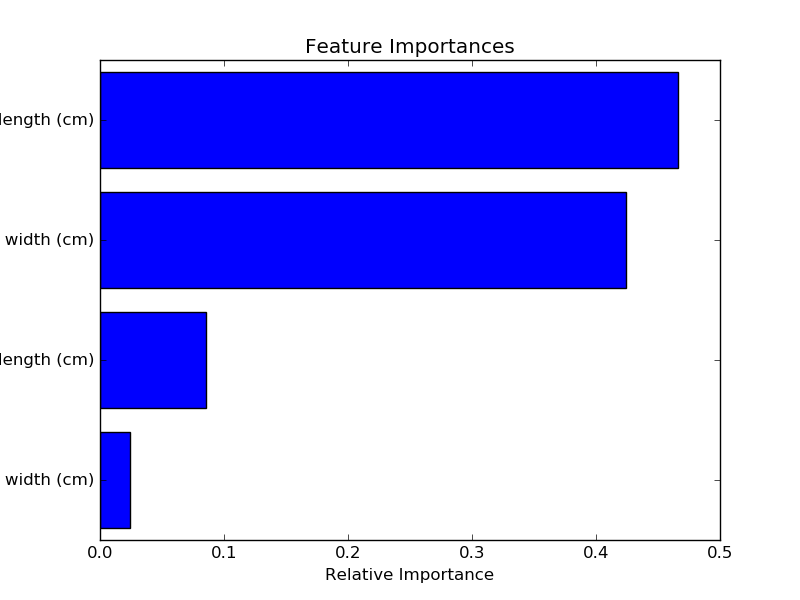 Feature Importances
length (cm)
width (cm)
length (cm)
width (cm)
0.0 0.1 0.2 0.3 0.4 0.5
Relative Importance